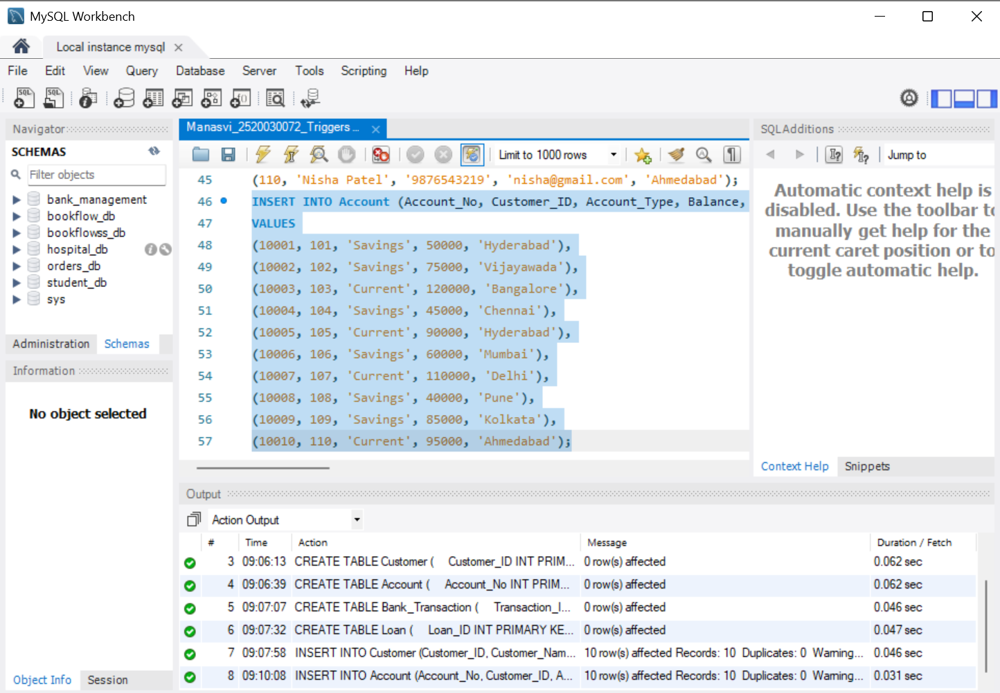 MySQL Workbench
Local instance mysql
File Edit View Query Database Server Tools Scripting Help
Navigator
SCHEMAS
Filter objects
bank_management
bookflow_db
bookflowss_db
hospital_db
orders_db
student_db
sys
Administration Schemas
Information
No object selected
Object Info Session
Manasvi_2520030072_Triggers ...
Limit to 1000 rows
45 (110, 'Nisha Patel', '9876543219', 'nisha@gmail.com', 'Ahmedabad');
46 INSERT INTO Account (Account_No, Customer_ID, Account_Type, Balance,
47 VALUES
48 (10001, 101, 'Savings', 50000, 'Hyderabad'),
49 (10002, 102, 'Savings', 75000, 'Vijayawada'),
50 (10003, 103, 'Current', 120000, 'Bangalore'),
51 (10004, 104, 'Savings', 45000, 'Chennai'),
52 (10005, 105, 'Current', 90000, 'Hyderabad'),
53 (10006, 106, 'Savings', 60000, 'Mumbai'),
54 (10007, 107, 'Current', 110000, 'Delhi'),
55 (10008, 108, 'Savings', 40000, 'Pune'),
56 (10009, 109, 'Savings', 85000, 'Kolkata'),
57 (10010, 110, 'Current', 95000, 'Ahmedabad');
SQLAdditions
Jump to
Automatic context help is
disabled. Use the toolbar to
manually get help for the
current caret position or to
toggle automatic help.
Context Help Snippets
Output
Action Output
# Time Action Message Duration / Fetch
3 09:06:13 CREATE TABLE Customer ( Customer_ID INT PRIM... 0 row(s) affected 0.062 sec
4 09:06:39 CREATE TABLE Account ( Account_No INT PRIM... 0 row(s) affected 0.062 sec
5 09:07:07 CREATE TABLE Bank_Transaction ( Transaction_I... 0 row(s) affected 0.046 sec
6 09:07:32 CREATE TABLE Loan ( Loan_ID INT PRIMARY KE... 0 row(s) affected 0.047 sec
7 09:07:58 INSERT INTO Customer (Customer_ID, Customer_Nam... 10 row(s) affected Records: 10 Duplicates: 0 Warning... 0.046 sec
8 09:10:08 INSERT INTO Account (Account_No, Customer_ID, A... 10 row(s) affected Records: 10 Duplicates: 0 Warning... 0.031 sec